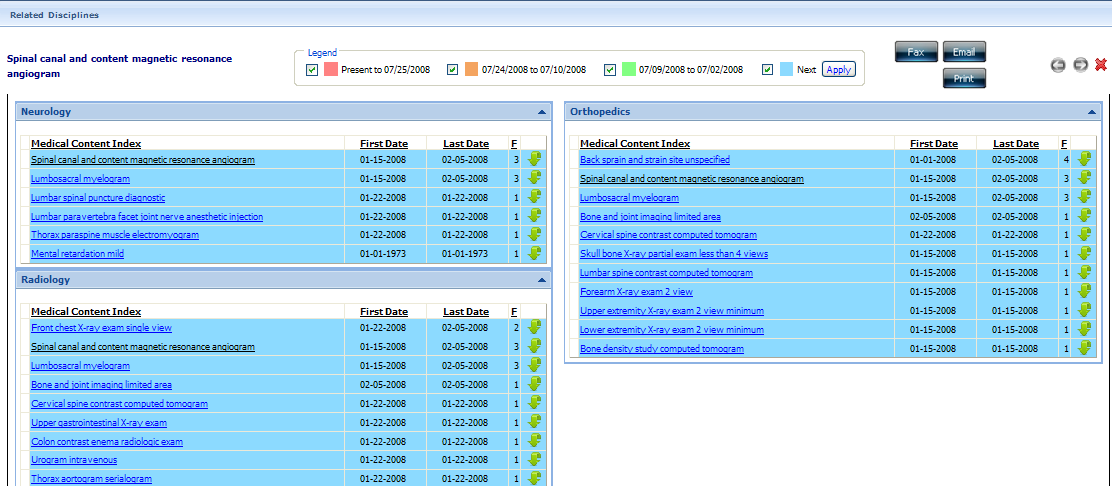 Related Disciplines
Spinal canal and content magnetic resonance
angiogram
Legend
Present to 07/25/2008 07/24/2008 to 07/10/2008 07/09/2008 to 07/02/2008 Next Apply
Fax Email
Print
Neurology
Medical Content Index First Date Last Date F
Spinal canal and content magnetic resonance angiogram 01-15-2008 02-05-2008 3
Lumbosacral myelogram 01-15-2008 02-05-2008 3
Lumbar spinal puncture diagnostic 01-22-2008 01-22-2008 1
Lumbar paravertebra facet joint nerve anesthetic injection 01-22-2008 01-22-2008 1
Thorax paraspine muscle electromyogram 01-22-2008 01-22-2008 1
Mental retardation mild 01-01-1973 01-01-1973 1
Radiology
Medical Content Index First Date Last Date F
Front chest X-ray exam single view 01-22-2008 02-05-2008 2
Spinal canal and content magnetic resonance angiogram 01-15-2008 02-05-2008 3
Lumbosacral myelogram 01-15-2008 02-05-2008 3
Bone and joint imaging limited area 02-05-2008 02-05-2008 1
Cervical spine contrast computed tomogram 01-22-2008 01-22-2008 1
Upper gastrointestinal X-ray exam 01-22-2008 01-22-2008 1
Colon contrast enema radiologic exam 01-22-2008 01-22-2008 1
Urogram intravenous 01-22-2008 01-22-2008 1
Thorax aortogram serialogram 01-22-2008 01-22-2008 1
Orthopedics
Medical Content Index First Date Last Date F
Back sprain and strain site unspecified 01-01-2008 02-05-2008 4
Spinal canal and content magnetic resonance angiogram 01-15-2008 02-05-2008 3
Lumbosacral myelogram 01-15-2008 02-05-2008 3
Bone and joint imaging limited area 02-05-2008 02-05-2008 1
Cervical spine contrast computed tomogram 01-22-2008 01-22-2008 1
Skull bone X-ray partial exam less than 4 views 01-15-2008 01-15-2008 1
Lumbar spine contrast computed tomogram 01-15-2008 01-15-2008 1
Forearm X-ray exam 2 view 01-15-2008 01-15-2008 1
Upper extremity X-ray exam 2 view minimum 01-15-2008 01-15-2008 1
Lower extremity X-ray exam 2 view minimum 01-15-2008 01-15-2008 1
Bone density study computed tomogram 01-15-2008 01-15-2008 1